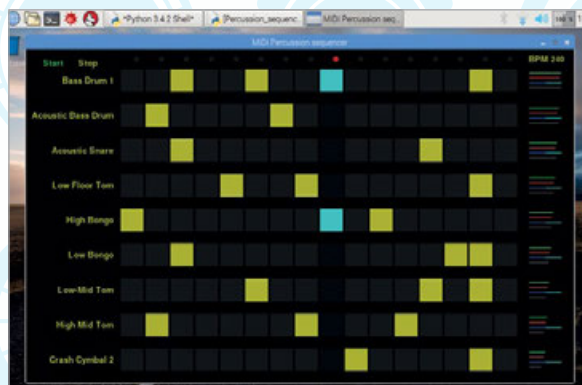 *Python 3.4.2 Shell*
[Percussion_sequenc.
MIDI Percussion seq...
MIDI Percussion sequencer
Start Stop
BPM 240
Bass Drum 1
Acoustic Bass Drum
Acoustic Snare
Low Floor Tom
High Bongo
Low Bongo
Low-Mid Tom
High Mid Tom
Crash Cymbal 2